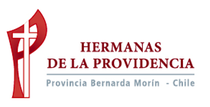 HERMANAS
DE LA PROVIDENCIA
Provincia Bernarda Morin - Chile